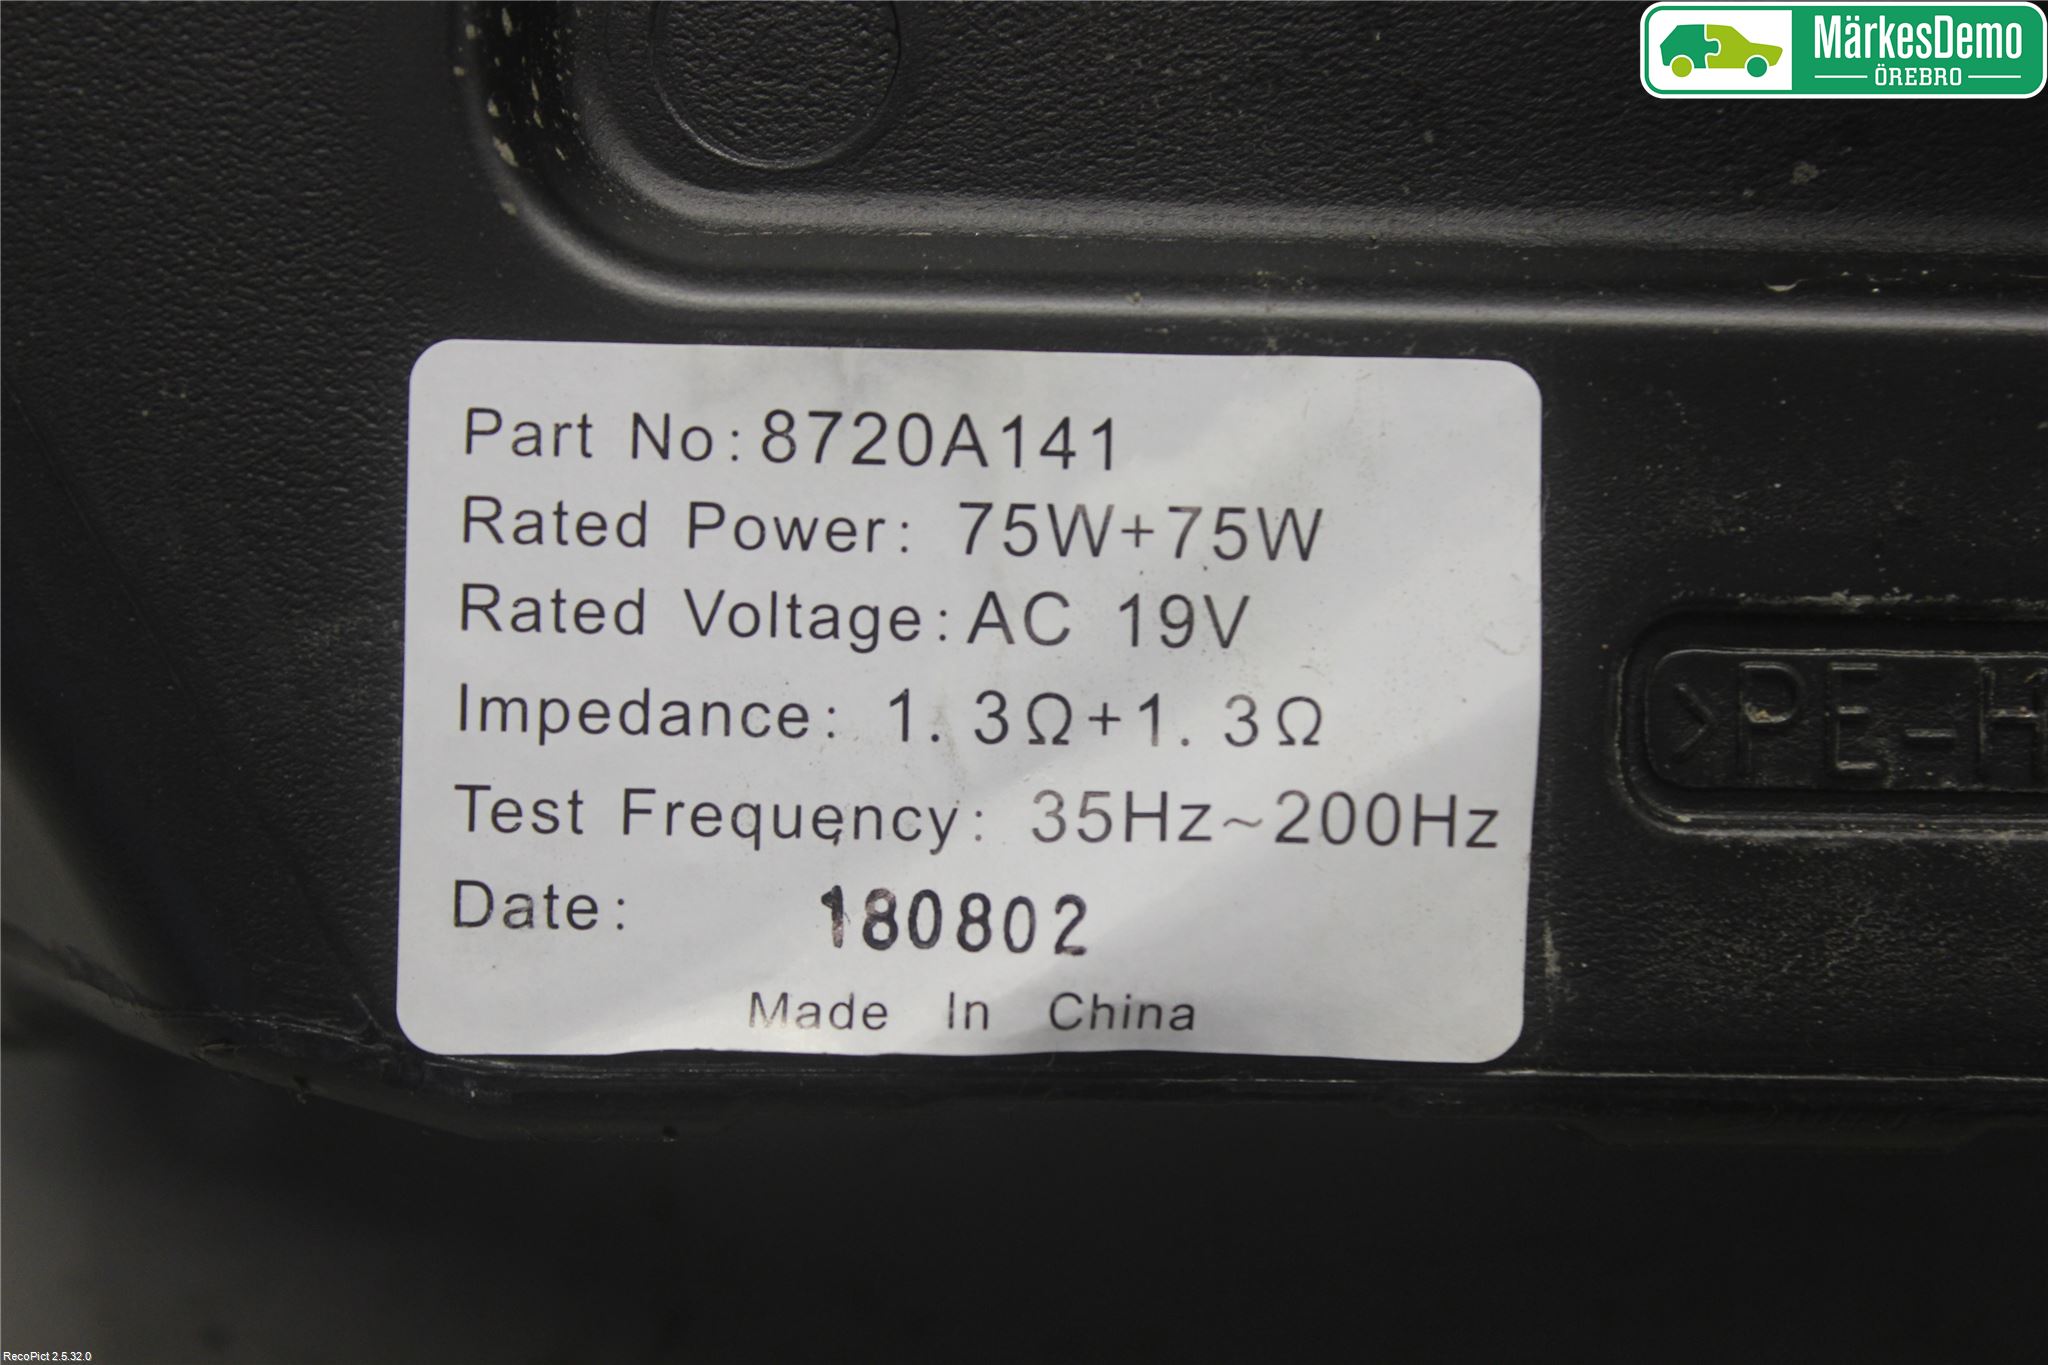 MärkesDemo
ÖREBRO
Part No:8720A141
Rated Power: 75W+75W
Rated Voltage:AC 19V
Impedance: 1.3Ω+1.3Ω
Test Frequency: 35Hz~200Hz
Date: 180802
Made In China
>PE-H
RecoPict 2.5.32.0